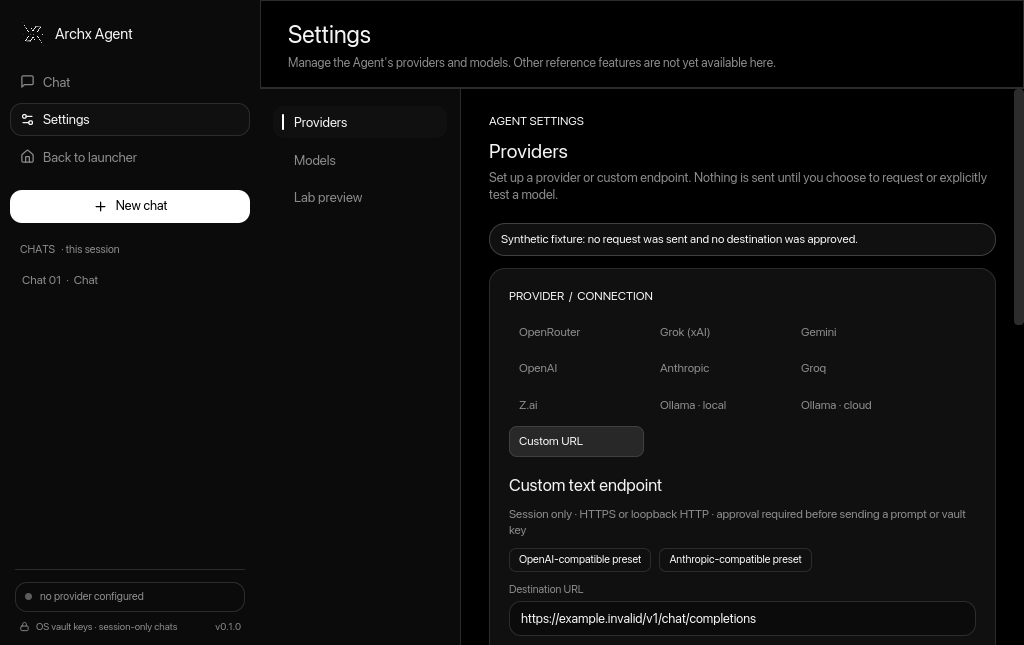 Archx Agent
Chat
Settings
Back to launcher
+ New chat
CHATS · this session
Chat 01 · Chat
no provider configured
OS vault keys · session-only chats v0.1.0
Settings
Manage the Agent's providers and models. Other reference features are not yet available here.
Providers
Models
Lab preview
AGENT SETTINGS
Providers
Set up a provider or custom endpoint. Nothing is sent until you choose to request or explicitly
test a model.
Synthetic fixture: no request was sent and no destination was approved.
PROVIDER / CONNECTION
OpenRouter Grok (xAI) Gemini
OpenAI Anthropic Groq
Z.ai Ollama · local Ollama · cloud
Custom URL
Custom text endpoint
Session only · HTTPS or loopback HTTP · approval required before sending a prompt or vault
key
OpenAI-compatible preset Anthropic-compatible preset
Destination URL
https://example.invalid/v1/chat/completions